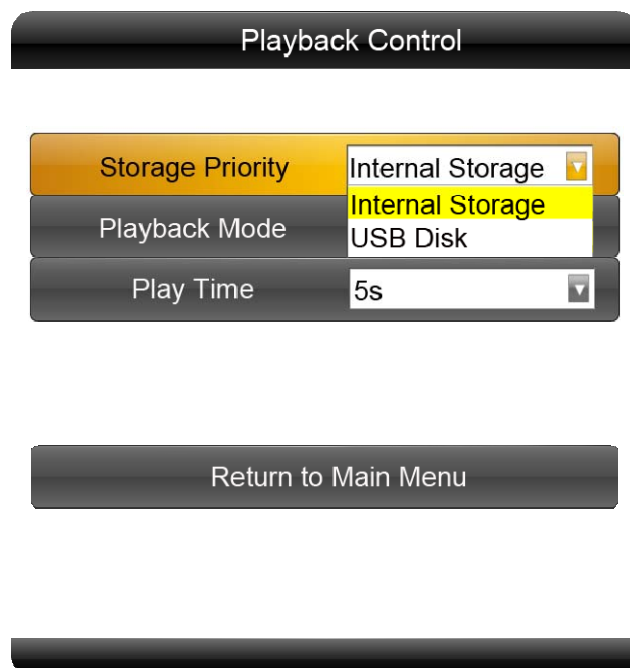 Playback Control
Storage Priority Internal Storage
Internal Storage
Playback Mode USB Disk
Play Time 5s
Return to Main Menu